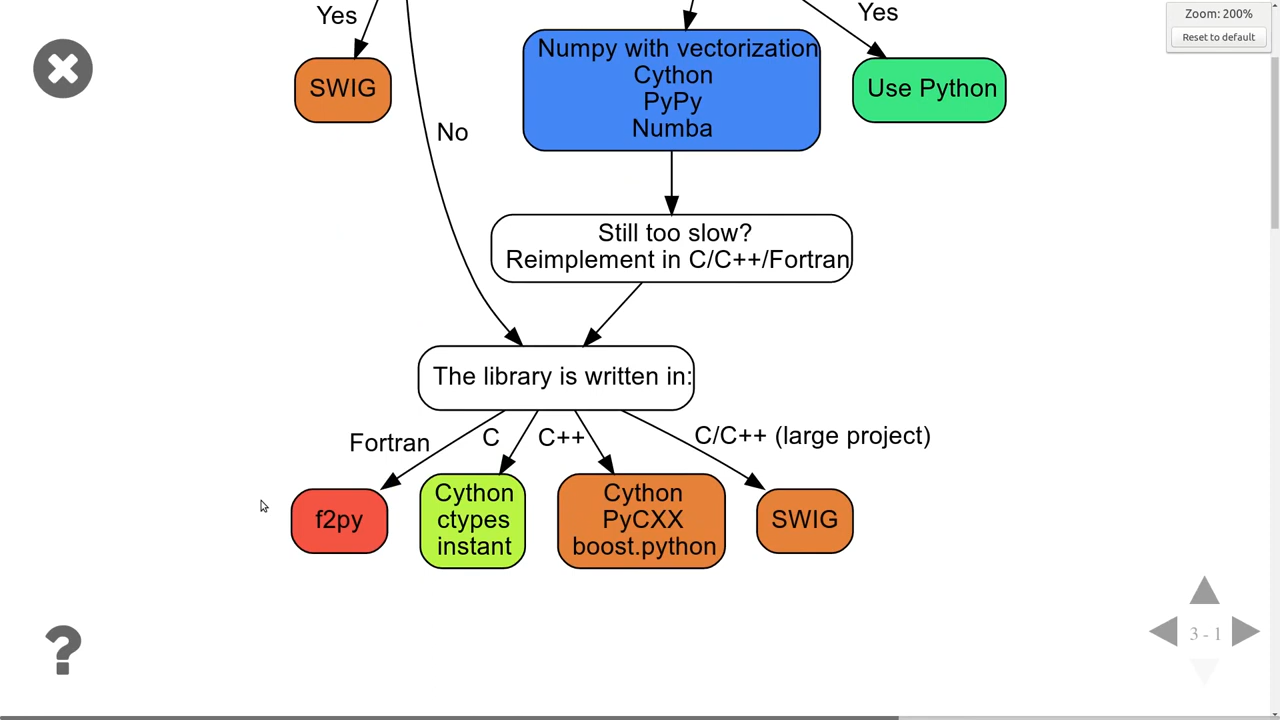 Yes
Yes
Zoom: 200%
Reset to default
SWIG
Numpy with vectorization
Cython
PyPy
Numba
Use Python
No
Still too slow?
Reimplement in C/C++/Fortran
The library is written in:
Fortran
C
C++
C/C++ (large project)
f2py
Cython
ctypes
instant
Cython
PyCXX
boost.python
SWIG
?
3 - 1